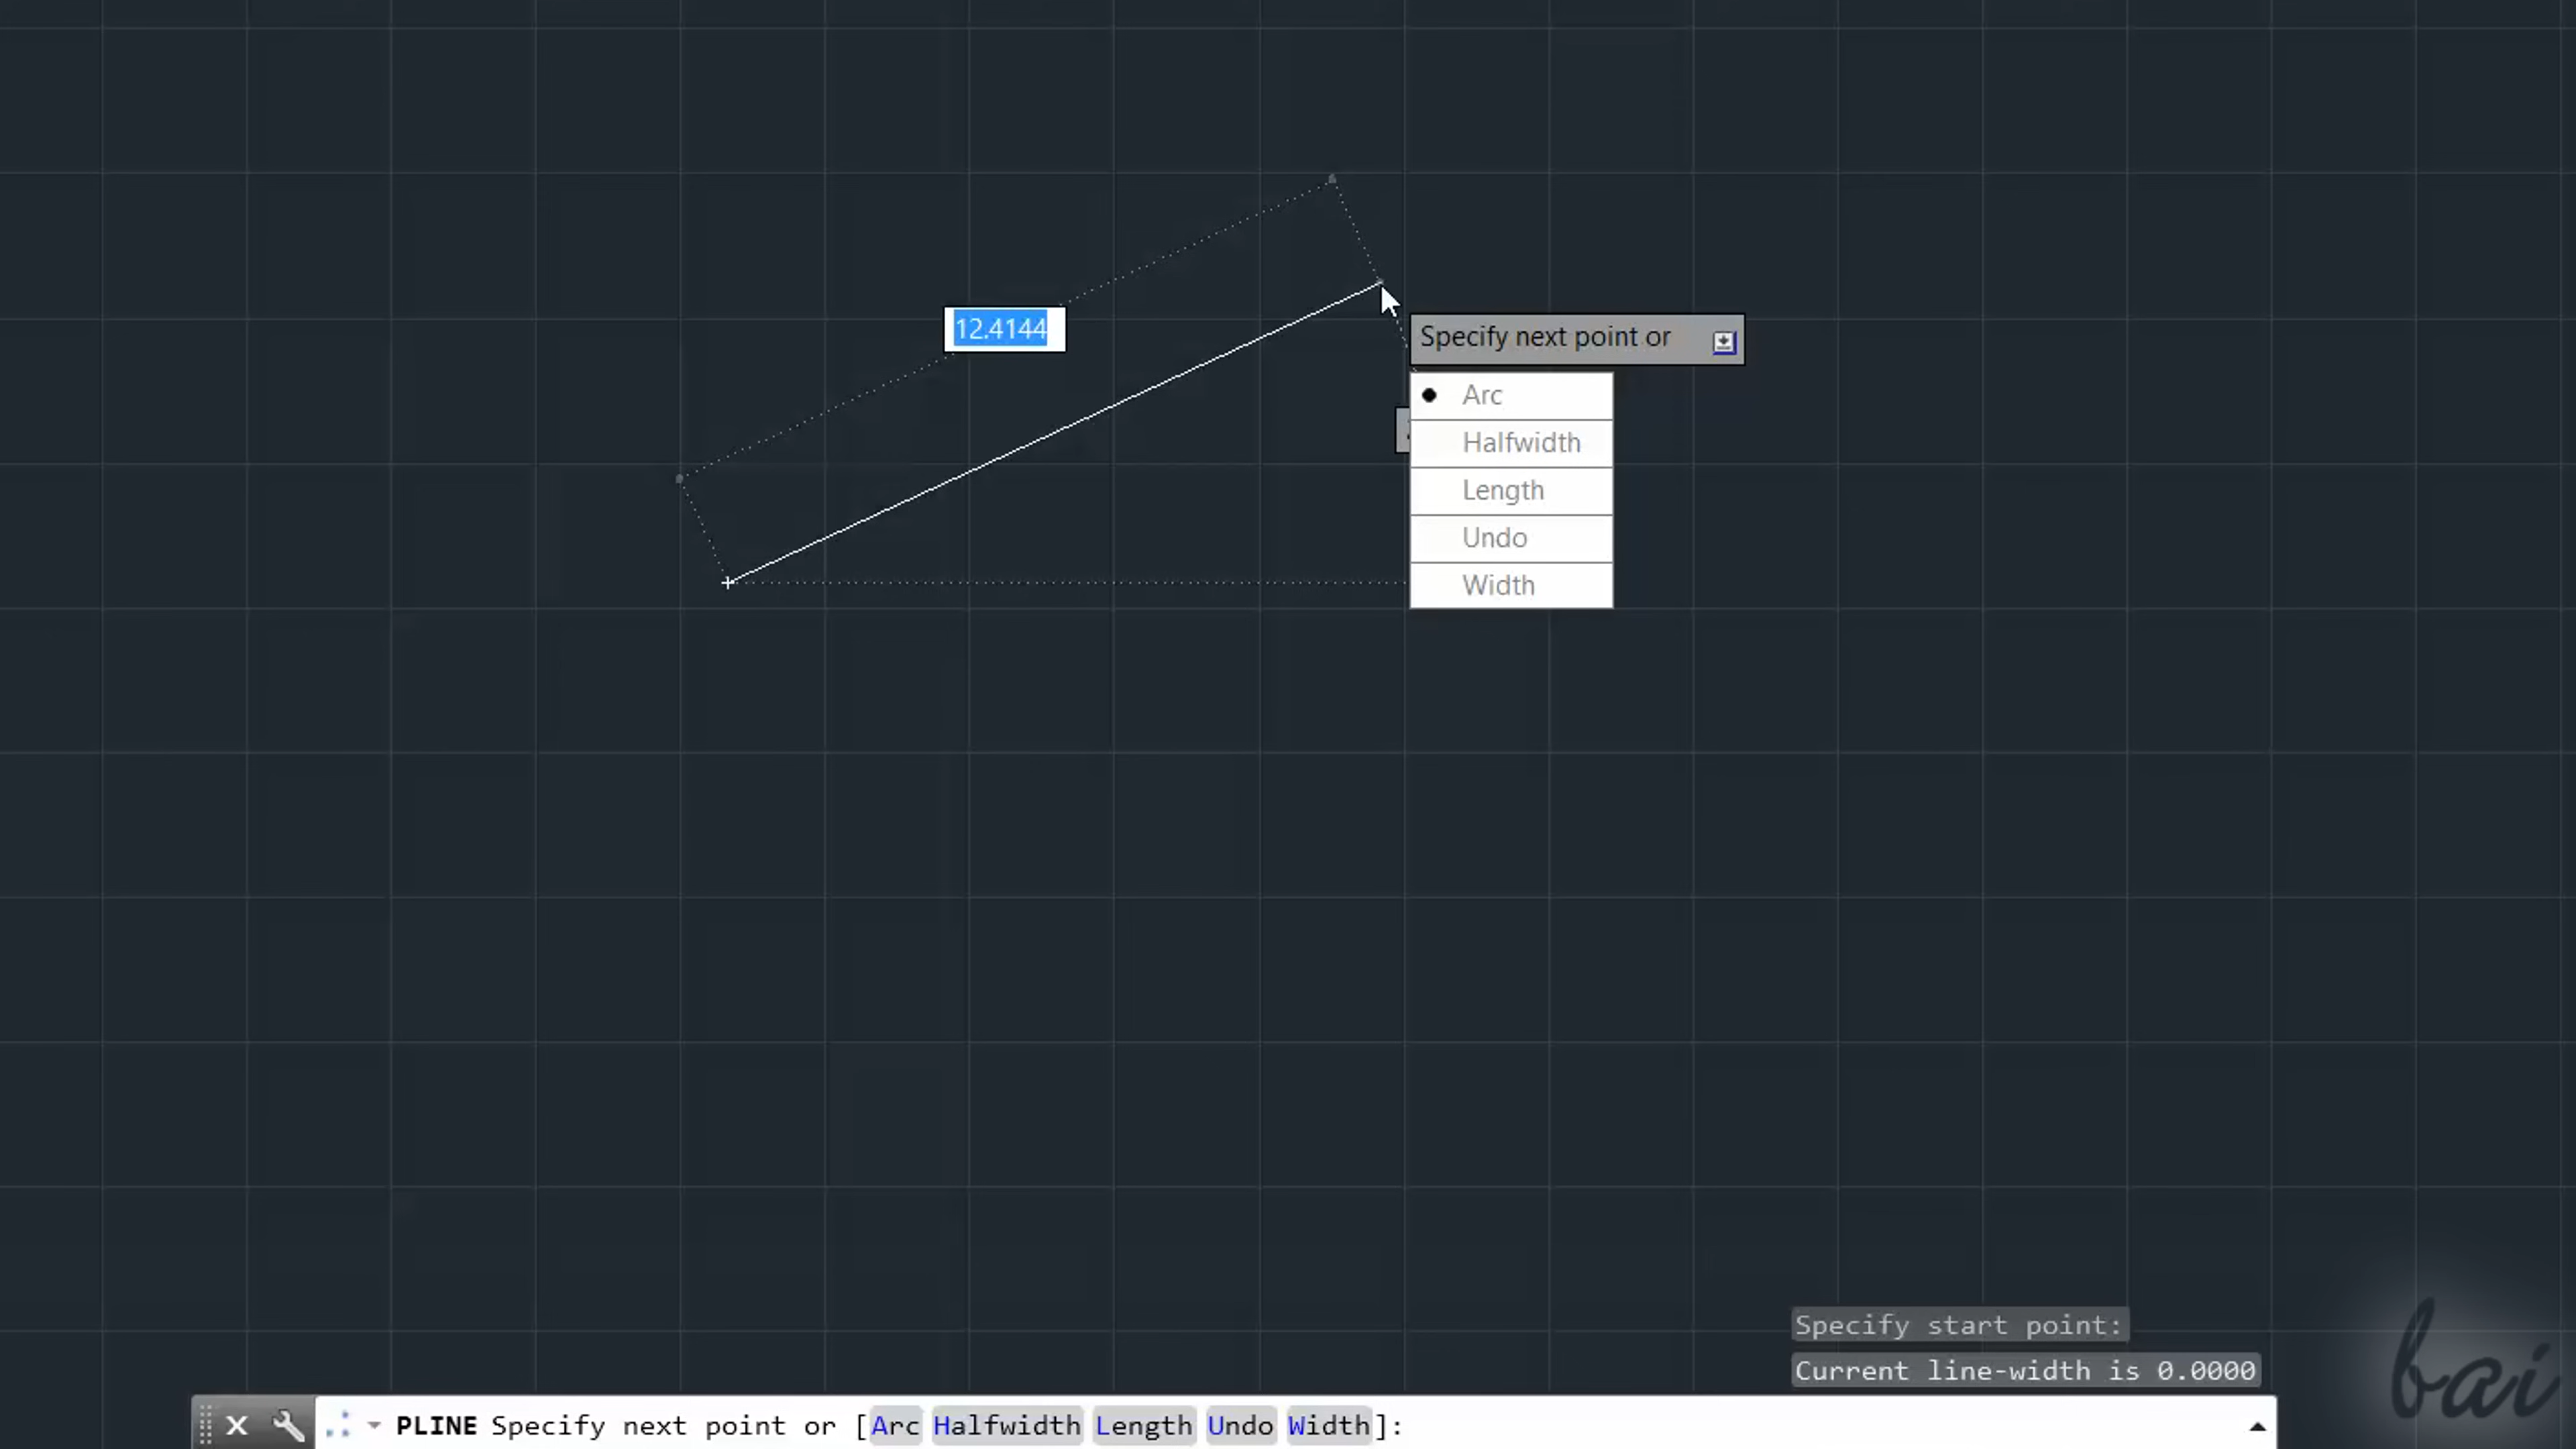 12.4144
Specify next point or
Arc
Halfwidth
Length
Undo
Width
Specify start point:
Current line-width is 0.0000
PLINE Specify next point or [Arc Halfwidth Length Undo Width]:
bai